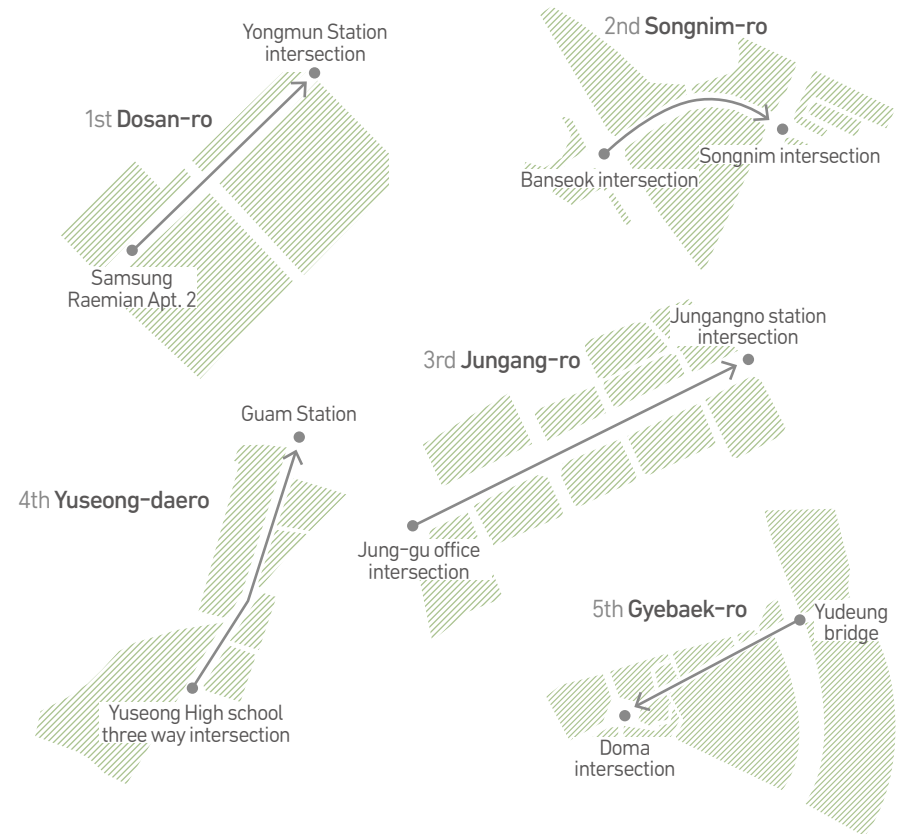 Yongmun Station
intersection
1st Dosan-ro
Samsung
Raemian Apt. 2
2nd Songnim-ro
Banseok intersection
Songnim intersection
3rd Jungang-ro
Jungangno station
intersection
Jung-gu office
intersection
4th Yuseong-daero
Guam Station
Yuseong High school
three way intersection
5th Gyebaek-ro
Yudeung
bridge
Doma
intersection